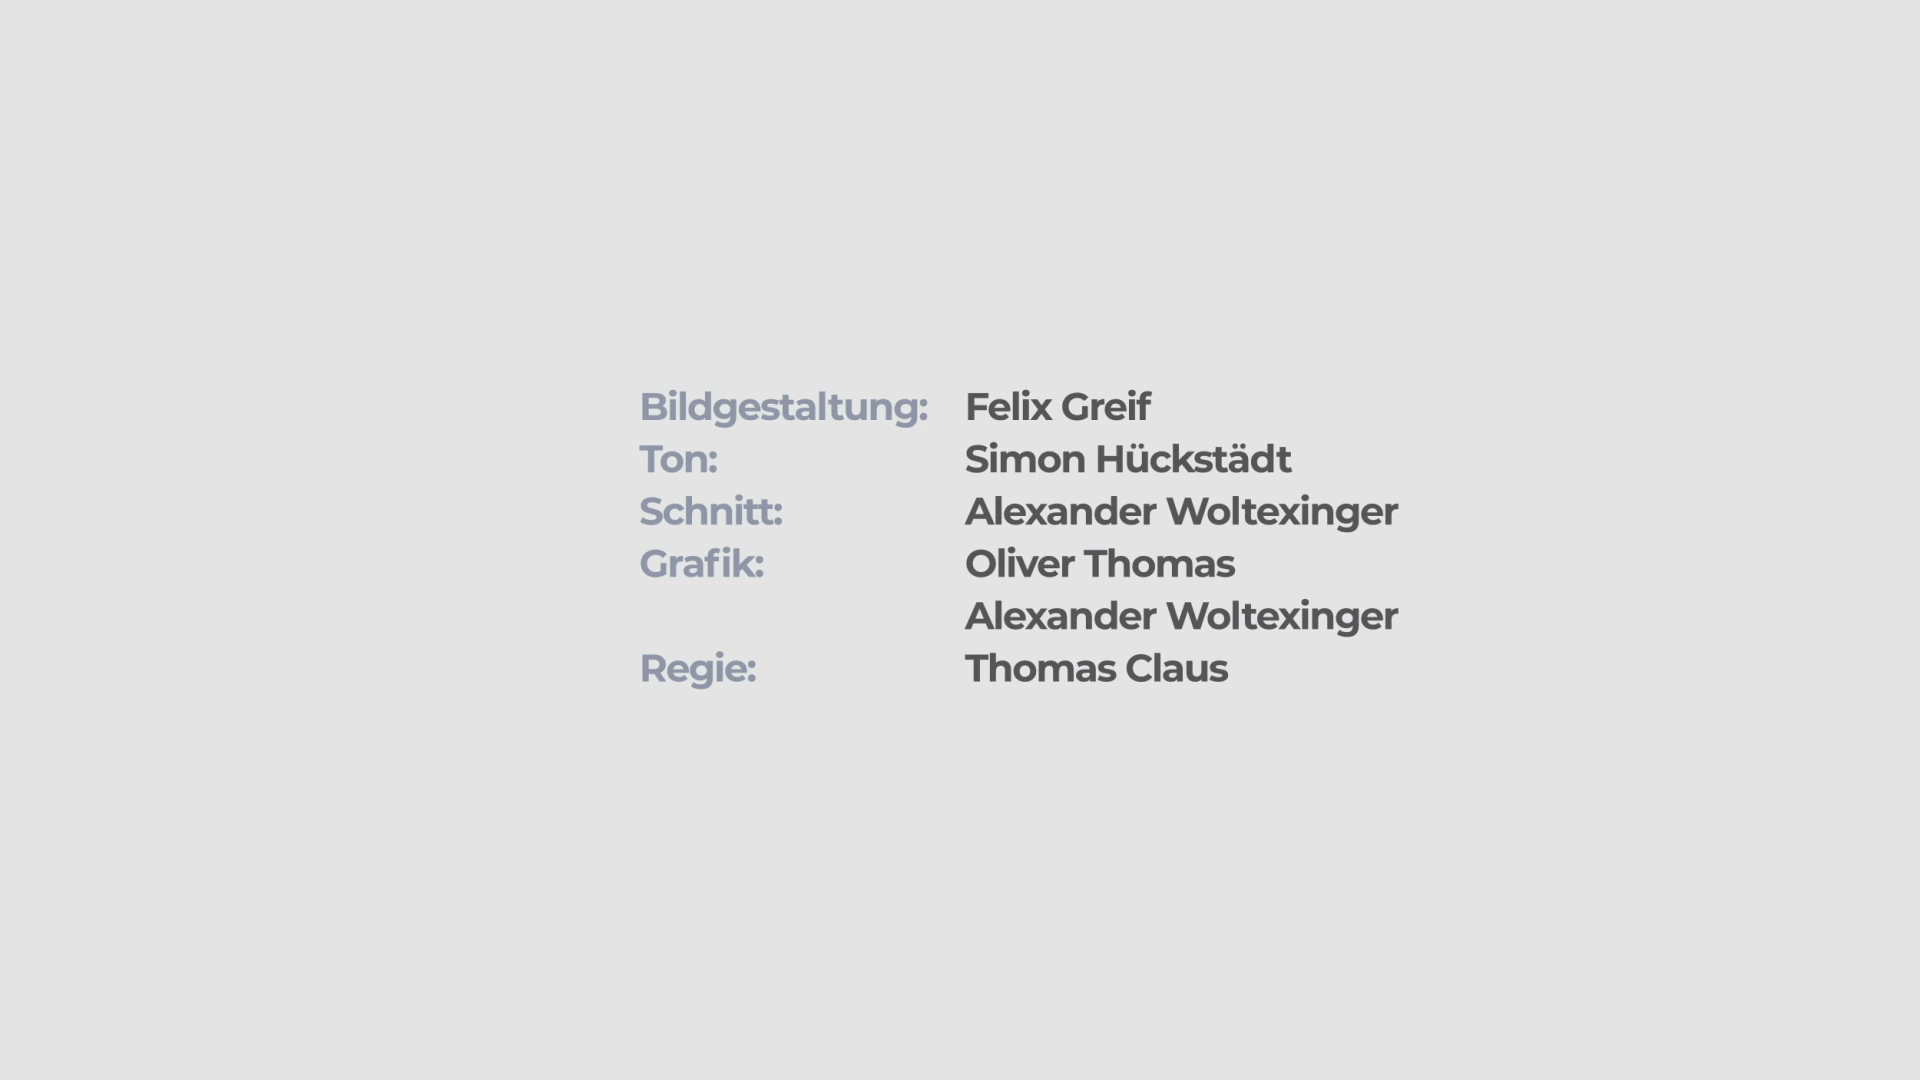 Bildgestaltung: Felix Greif
Ton: Simon Hückstädt
Schnitt: Alexander Woltexinger
Grafik: Oliver Thomas
Alexander Woltexinger
Regie: Thomas Claus